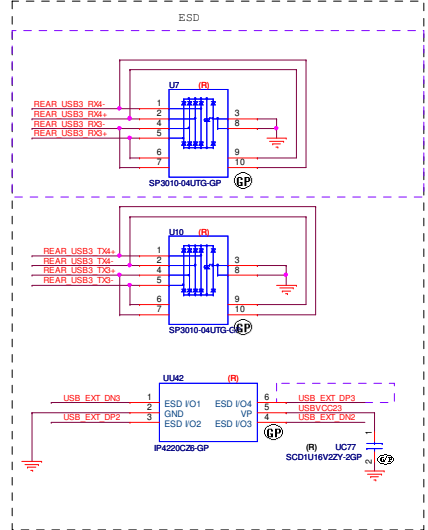 ESD
U7 (R)
REAR_USB3_RX4- 1
REAR_USB3_RX4+ 2 3
REAR_USB3_RX3- 4 8
REAR_USB3_RX3+ 5
6 9
7 10
SP3010-04UTG-GP GP
U10 (R)
REAR_USB3_TX4+ 1
REAR_USB3_TX4- 2 3
REAR_USB3_TX3+ 4 8
REAR_USB3_TX3- 5
6 9
7 10
SP3010-04UTG-GP GP
UU42 (R)
USB_EXT_DN3 1 ESD I/O1 ESD I/O4 6 USB_EXT_DP3
2 GND VP 5 USBVCC23
USB_EXT_DP2 3 ESD I/O2 ESD I/O3 4 USB_EXT_DN2
IP4220CZ6-GP GP
1
(R) UC77
SCD1U16V2ZY-2GP
2 G/P